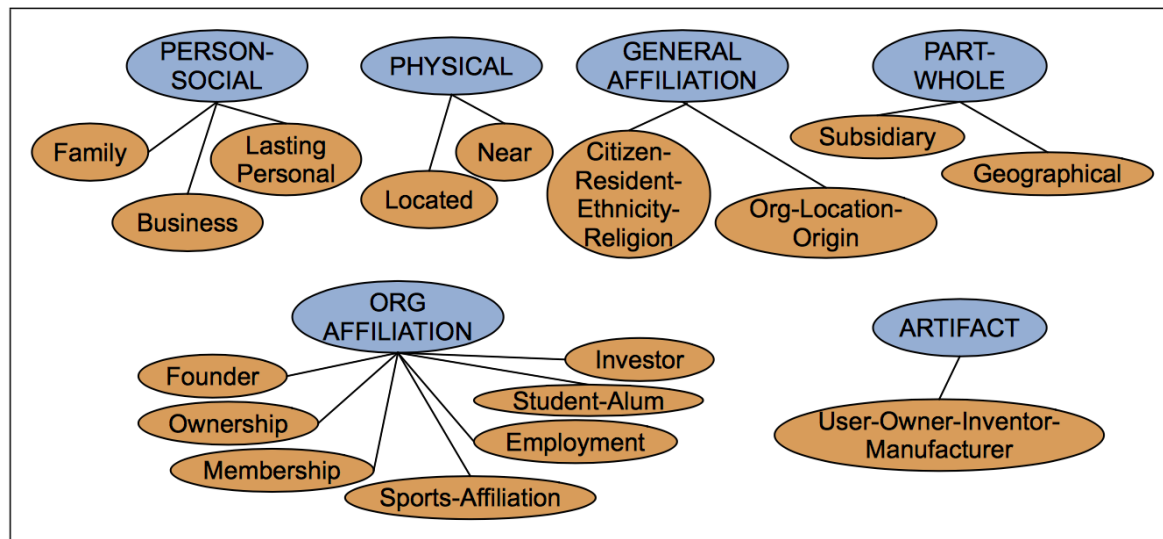 PERSON-
SOCIAL
PHYSICAL
GENERAL
AFFILIATION
PART-
WHOLE
Family
Lasting
Personal
Business
Near
Located
Citizen-
Resident-
Ethnicity-
Religion
Org-Location-
Origin
Subsidiary
Geographical
ORG
AFFILIATION
ARTIFACT
Founder
Investor
Ownership
Student-Alum
Membership
Employment
Sports-Affiliation
User-Owner-Inventor-
Manufacturer